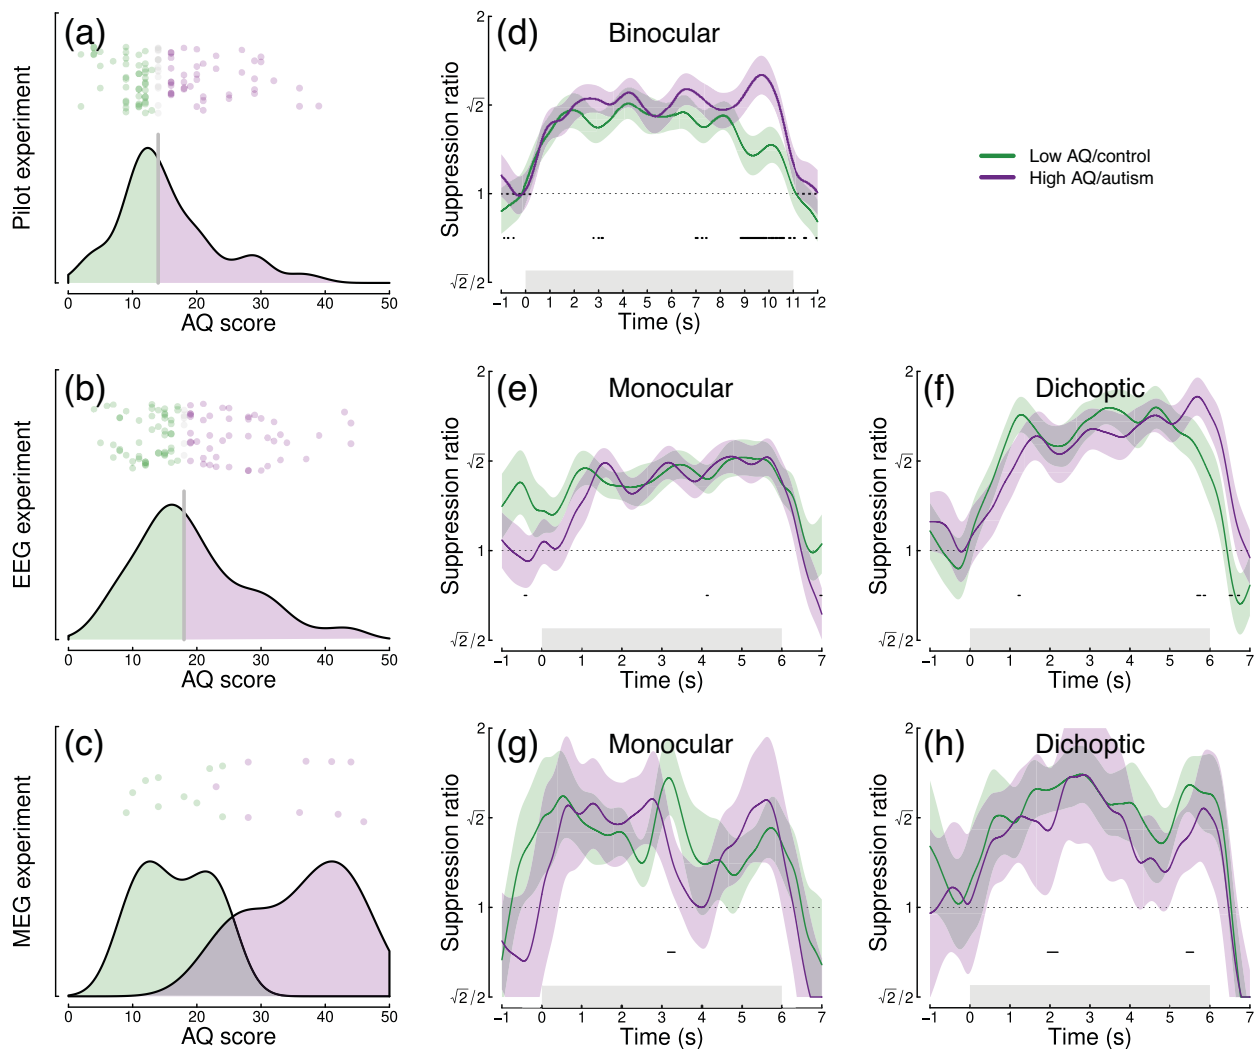 (a)
Pilot experiment
0 10 20 30 40 50
AQ score
(d) Binocular
Suppression ratio
2
√2
1
√2/2
−1 0 1 2 3 4 5 6 7 8 9 10 11 12
Time (s)
Low AQ/control
High AQ/autism
(b)
EEG experiment
0 10 20 30 40 50
AQ score
(e) Monocular
Suppression ratio
2
√2
1
√2/2
−1 0 1 2 3 4 5 6 7
Time (s)
(f) Dichoptic
Suppression ratio
2
√2
1
√2/2
−1 0 1 2 3 4 5 6 7
Time (s)
(c)
MEG experiment
0 10 20 30 40 50
AQ score
(g) Monocular
Suppression ratio
2
√2
1
√2/2
−1 0 1 2 3 4 5 6 7
Time (s)
(h) Dichoptic
Suppression ratio
2
√2
1
√2/2
−1 0 1 2 3 4 5 6 7
Time (s)